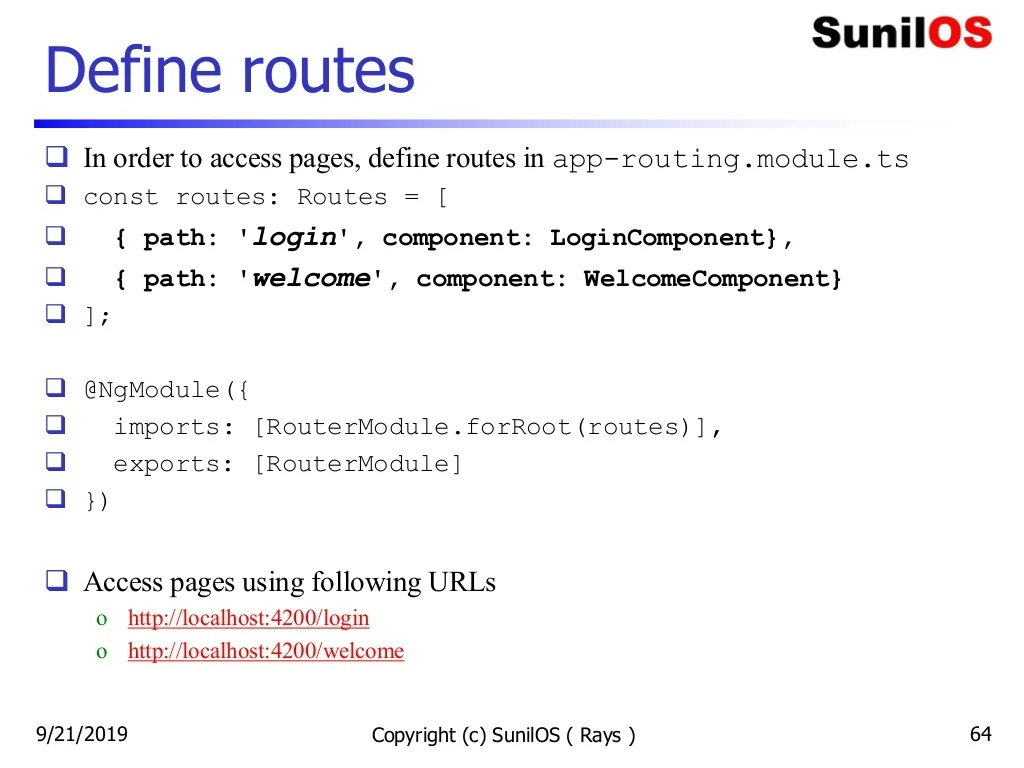 SunilOS
Define routes
In order to access pages, define routes in app-routing.module.ts
const routes: Routes = [
{ path: 'login', component: LoginComponent},
{ path: 'welcome', component: WelcomeComponent}
];
@NgModule({
imports: [RouterModule.forRoot(routes)],
exports: [RouterModule]
})
Access pages using following URLs
o http://localhost:4200/login
o http://localhost:4200/welcome
9/21/2019 Copyright (c) SunilOS ( Rays ) 64